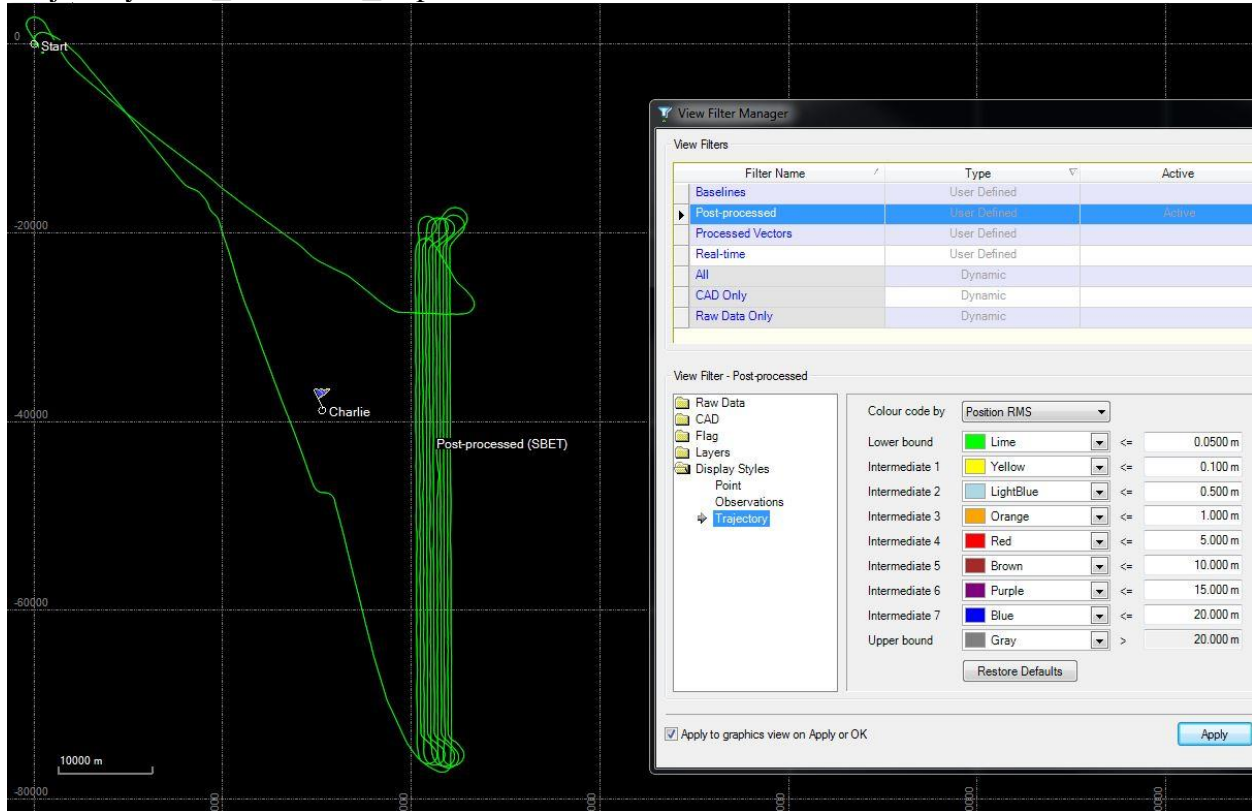 0
Start
-20000
-40000
Charlie
Post-processed (SBET)
-60000
10000 m
-80000
View Filter Manager
View Filters
Filter Name Type Active
Baselines User Defined
Post-processed User Defined Active
Processed Vectors User Defined
Real-time User Defined
All Dynamic
CAD Only Dynamic
Raw Data Only Dynamic
View Filter - Post-processed
Raw Data
CAD
Flag
Layers
Display Styles
Point
Observations
Trajectory
Colour code by Position RMS
Lower bound Lime <= 0.0500 m
Intermediate 1 Yellow <= 0.100 m
Intermediate 2 LightBlue <= 0.500 m
Intermediate 3 Orange <= 1.000 m
Intermediate 4 Red <= 5.000 m
Intermediate 5 Brown <= 10.000 m
Intermediate 6 Purple <= 15.000 m
Intermediate 7 Blue <= 20.000 m
Upper bound Gray > 20.000 m
Restore Defaults
Apply to graphics view on Apply or OK
Apply